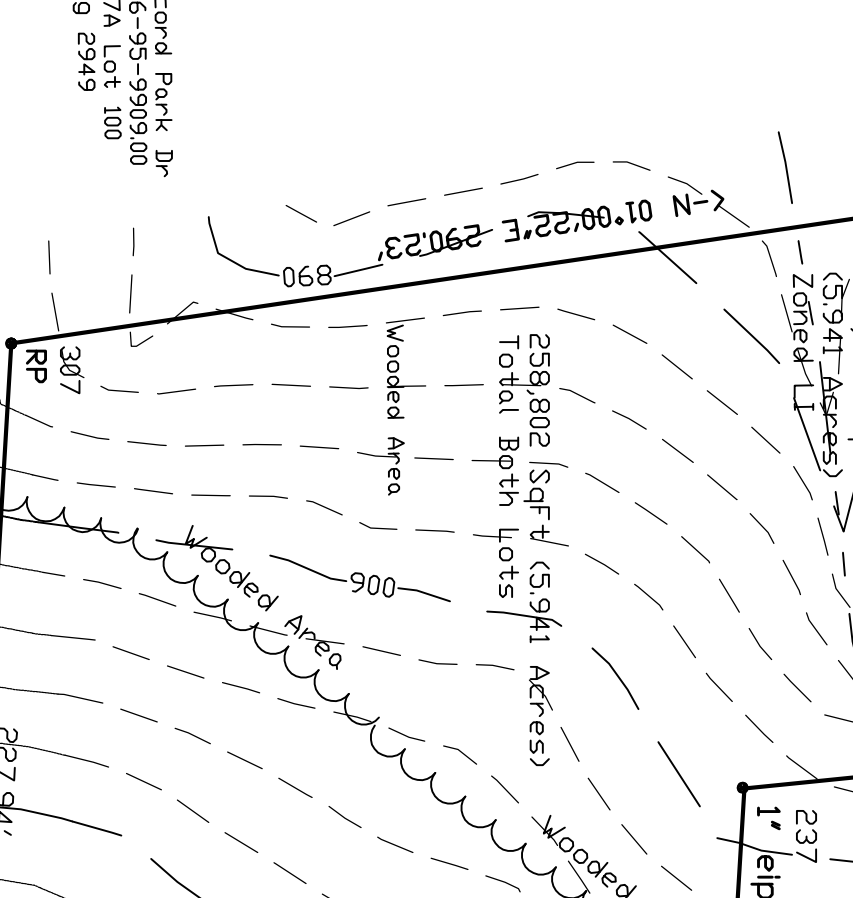 cord Park Dr
6-95-9909.00
7A Lot 100
g 2949
<-N 01°00'22"E 290.23'
890
307
RP
Wooded Area
258,802 SqFt (5.941 Acres)
Total Both Lots
(5.941 Acres)
Zoned LI
Wooded Area
900
Wooded
237
1" eip
227.94'